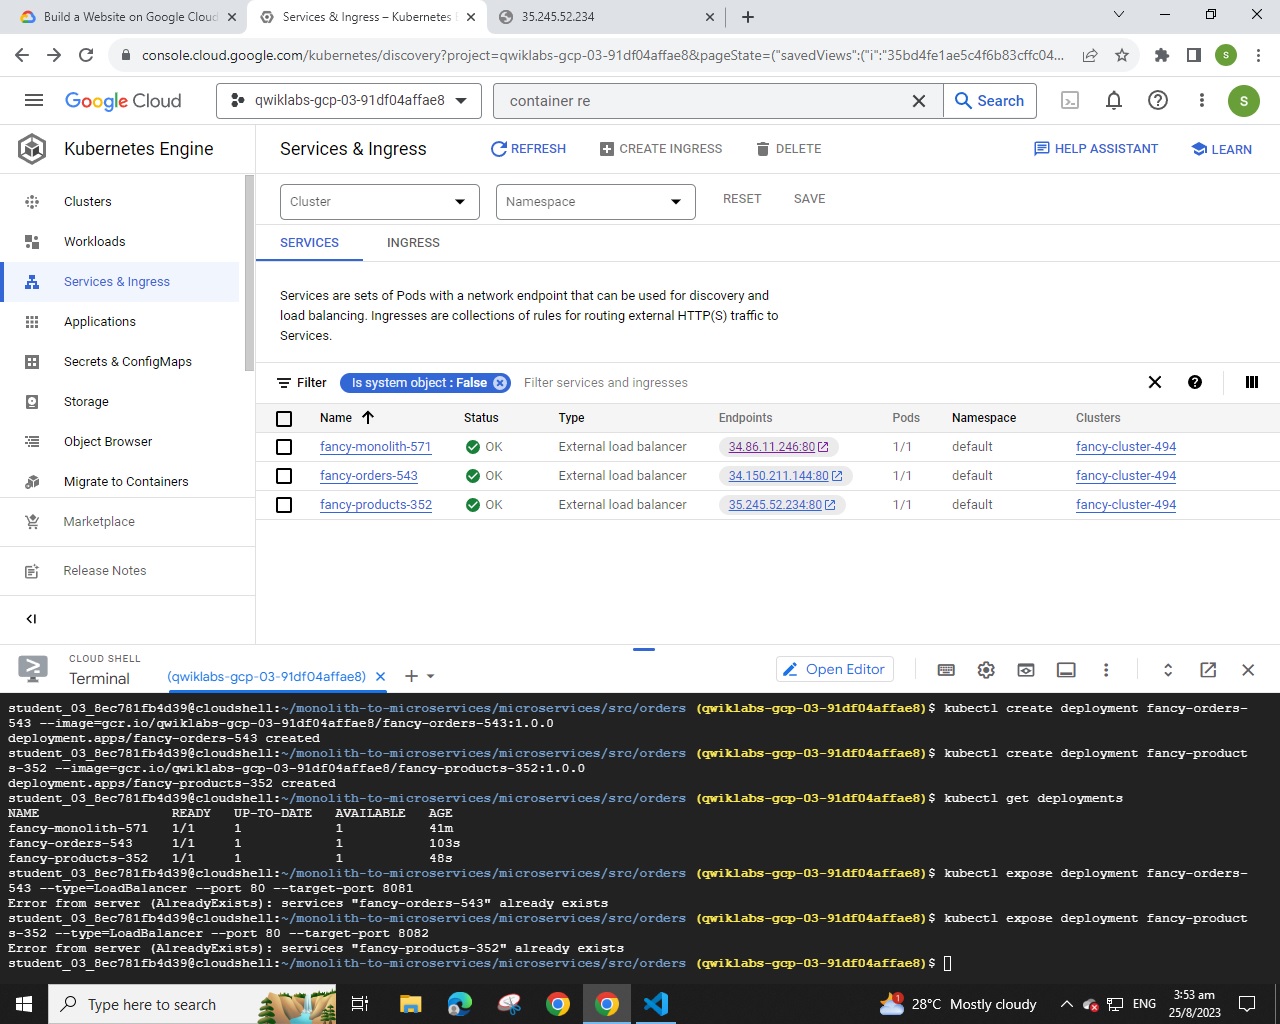 Build a Website on Google Cloud
Services & Ingress – Kubernetes E
35.245.52.234
console.cloud.google.com/kubernetes/discovery?project=qwiklabs-gcp-03-91df04affae8&pageState=("savedViews":("i":"35bd4fe1ae5c4f6b83cffc04...
S
Google Cloud
qwiklabs-gcp-03-91df04affae8
container re
Search
S
Kubernetes Engine
Services & Ingress
REFRESH
CREATE INGRESS
DELETE
HELP ASSISTANT
LEARN
Clusters
Workloads
Services & Ingress
Applications
Secrets & ConfigMaps
Storage
Object Browser
Migrate to Containers
Marketplace
Release Notes
Cluster
Namespace
RESET
SAVE
SERVICES
INGRESS
Services are sets of Pods with a network endpoint that can be used for discovery and
load balancing. Ingresses are collections of rules for routing external HTTP(S) traffic to
Services.
Filter
Is system object : False
Filter services and ingresses
Name Status Type Endpoints Pods Namespace Clusters
fancy-monolith-571 OK External load balancer 34.86.11.246:80 1/1 default fancy-cluster-494
fancy-orders-543 OK External load balancer 34.150.211.144:80 1/1 default fancy-cluster-494
fancy-products-352 OK External load balancer 35.245.52.234:80 1/1 default fancy-cluster-494
CLOUD SHELL
Terminal
(qwiklabs-gcp-03-91df04affae8)
Open Editor
student_03_8ec781fb4d39@cloudshell:~/monolith-to-microservices/microservices/src/orders (qwiklabs-gcp-03-91df04affae8)$ kubectl create deployment fancy-orders-
543 --image=gcr.io/qwiklabs-gcp-03-91df04affae8/fancy-orders-543:1.0.0
deployment.apps/fancy-orders-543 created
student_03_8ec781fb4d39@cloudshell:~/monolith-to-microservices/microservices/src/orders (qwiklabs-gcp-03-91df04affae8)$ kubectl create deployment fancy-product
s-352 --image=gcr.io/qwiklabs-gcp-03-91df04affae8/fancy-products-352:1.0.0
deployment.apps/fancy-products-352 created
student_03_8ec781fb4d39@cloudshell:~/monolith-to-microservices/microservices/src/orders (qwiklabs-gcp-03-91df04affae8)$ kubectl get deployments
NAME READY UP-TO-DATE AVAILABLE AGE
fancy-monolith-571 1/1 1 1 41m
fancy-orders-543 1/1 1 1 103s
fancy-products-352 1/1 1 1 48s
student_03_8ec781fb4d39@cloudshell:~/monolith-to-microservices/microservices/src/orders (qwiklabs-gcp-03-91df04affae8)$ kubectl expose deployment fancy-orders-
543 --type=LoadBalancer --port 80 --target-port 8081
Error from server (AlreadyExists): services "fancy-orders-543" already exists
student_03_8ec781fb4d39@cloudshell:~/monolith-to-microservices/microservices/src/orders (qwiklabs-gcp-03-91df04affae8)$ kubectl expose deployment fancy-product
s-352 --type=LoadBalancer --port 80 --target-port 8082
Error from server (AlreadyExists): services "fancy-products-352" already exists
student_03_8ec781fb4d39@cloudshell:~/monolith-to-microservices/microservices/src/orders (qwiklabs-gcp-03-91df04affae8)$
Type here to search
1
28°C Mostly cloudy
ENG
3:53 am
25/8/2023